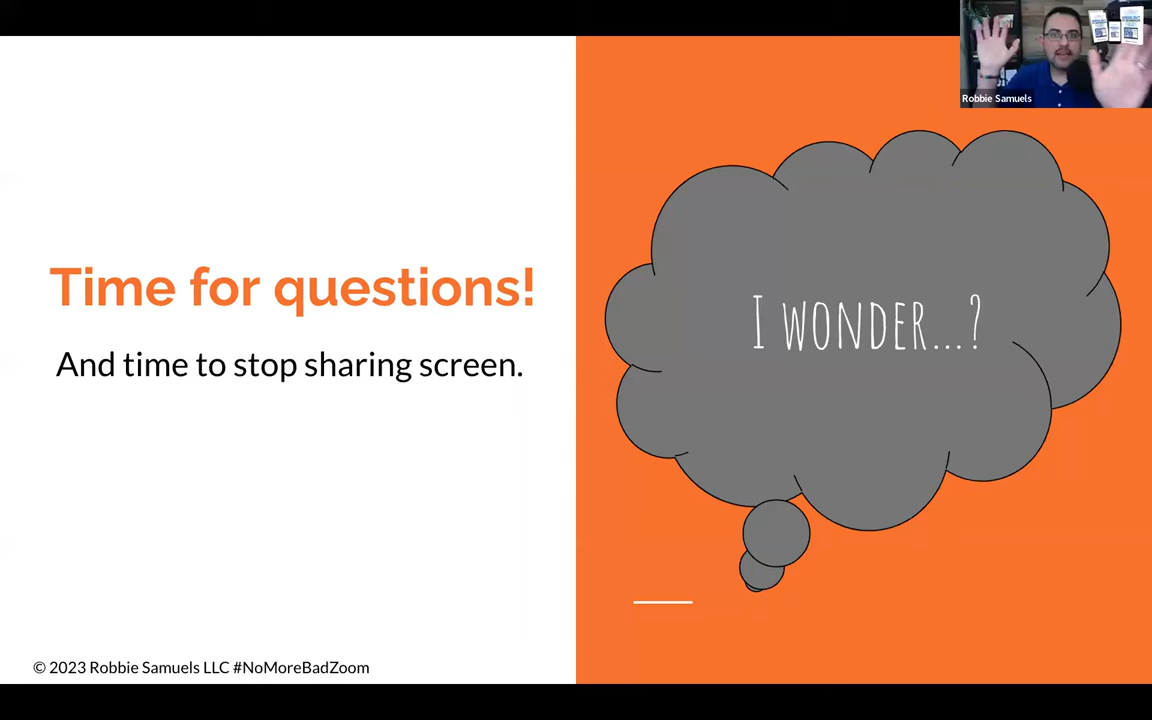 Robbie Samuels
Time for questions!
And time to stop sharing screen.
I WONDER...?
© 2023 Robbie Samuels LLC #NoMoreBadZoom